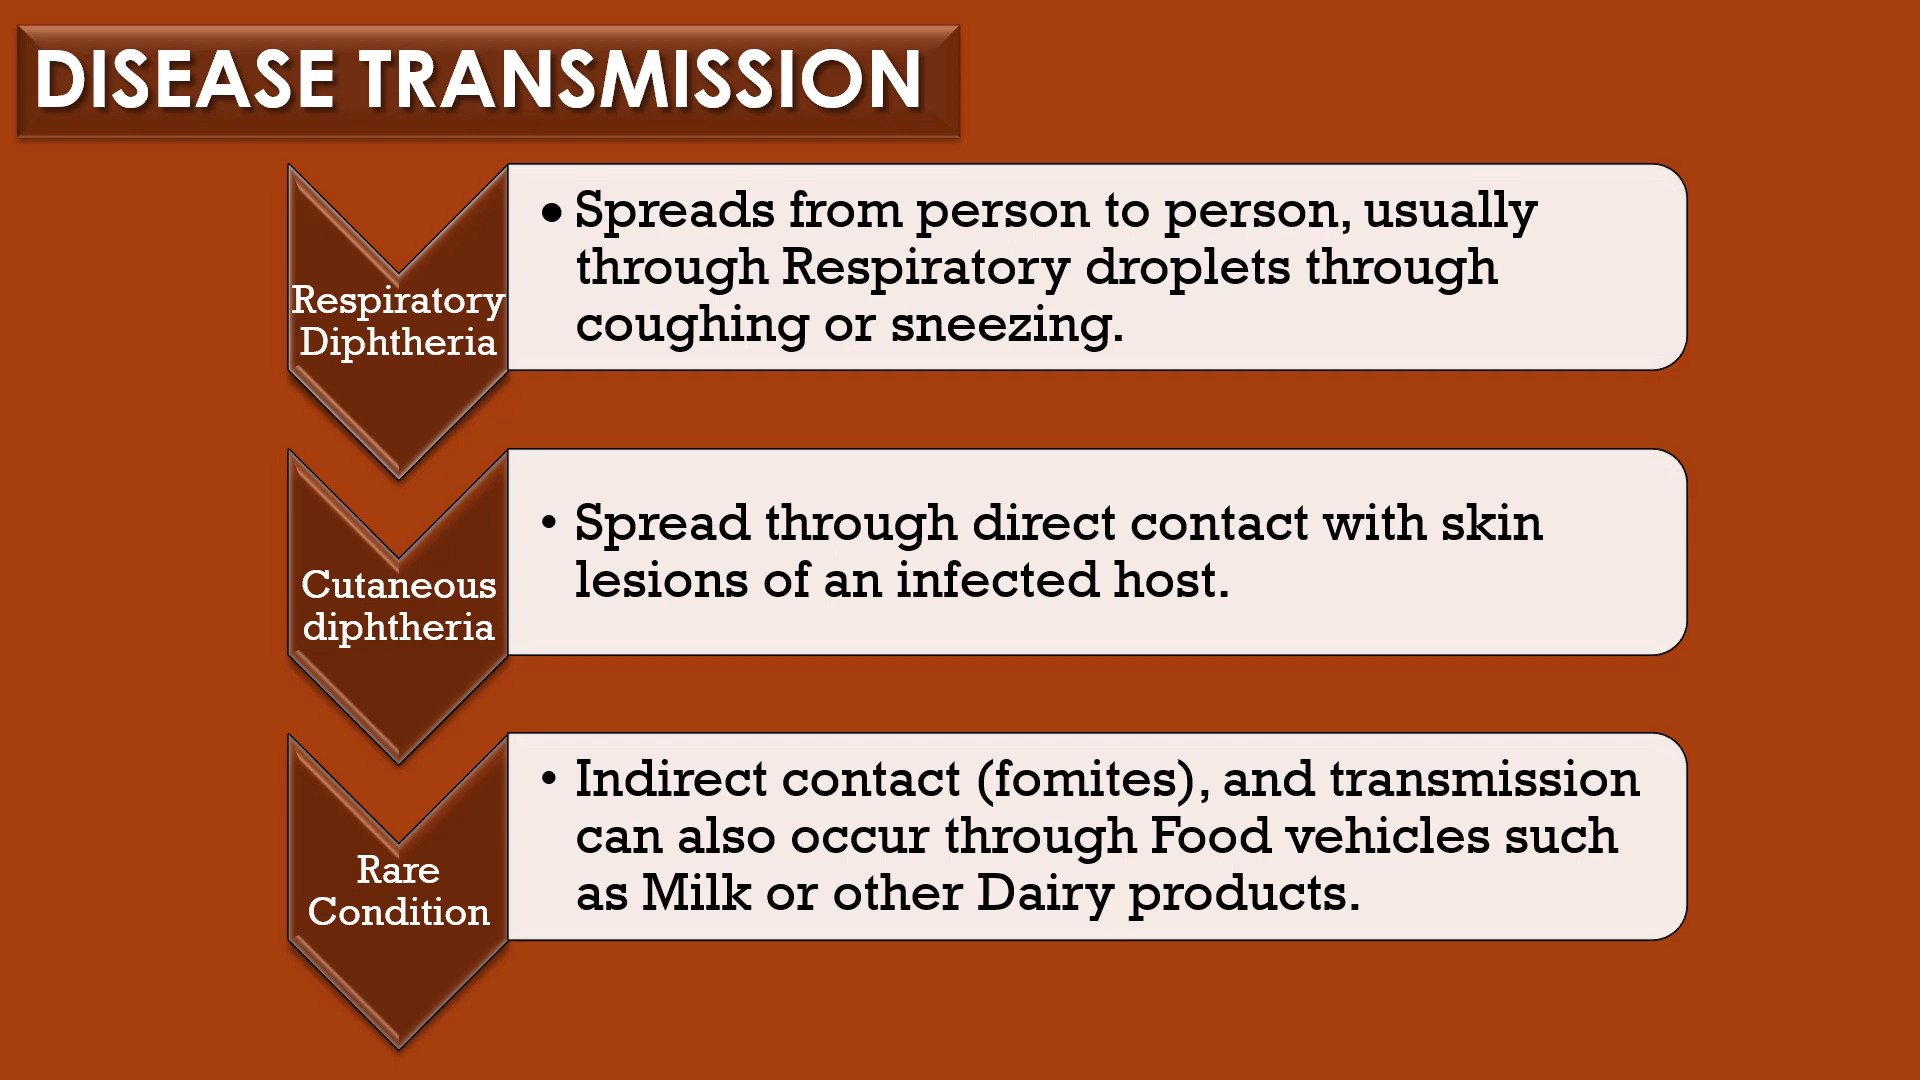 DISEASE TRANSMISSION
Respiratory
Diphtheria
• Spreads from person to person, usually
through Respiratory droplets through
coughing or sneezing.
Cutaneous
diphtheria
• Spread through direct contact with skin
lesions of an infected host.
Rare
Condition
• Indirect contact (fomites), and transmission
can also occur through Food vehicles such
as Milk or other Dairy products.